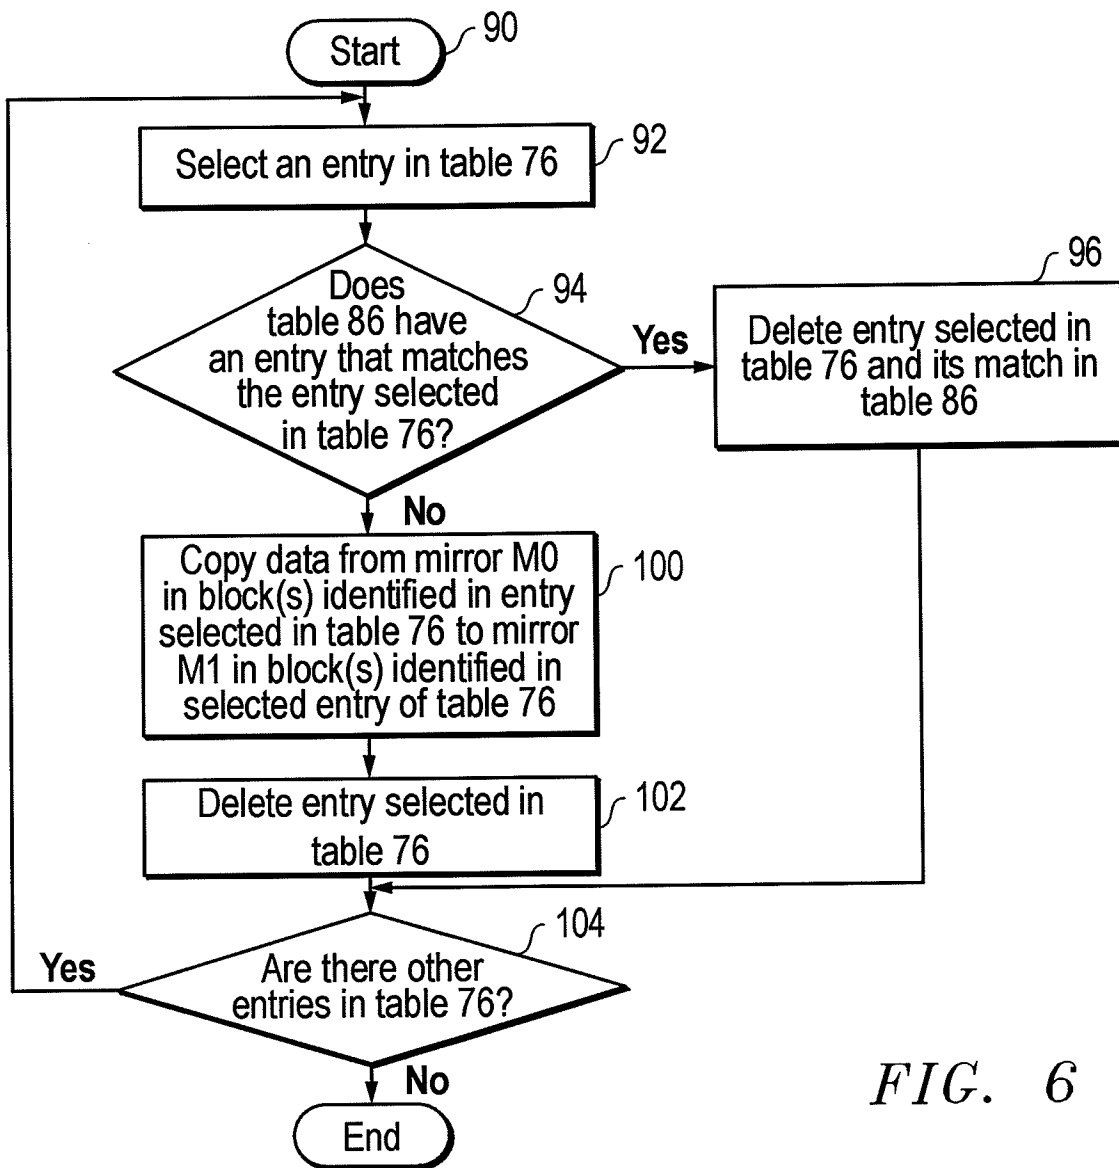 Start
90
Select an entry in table 76
92
Does
table 86 have
an entry that matches
the entry selected
in table 76?
94
Yes
Delete entry selected in
table 76 and its match in
table 86
96
No
Copy data from mirror M0
in block(s) identified in entry
selected in table 76 to mirror
M1 in block(s) identified in
selected entry of table 76
100
Delete entry selected in
table 76
102
Are there other
entries in table 76?
104
Yes
No
End
FIG. 6